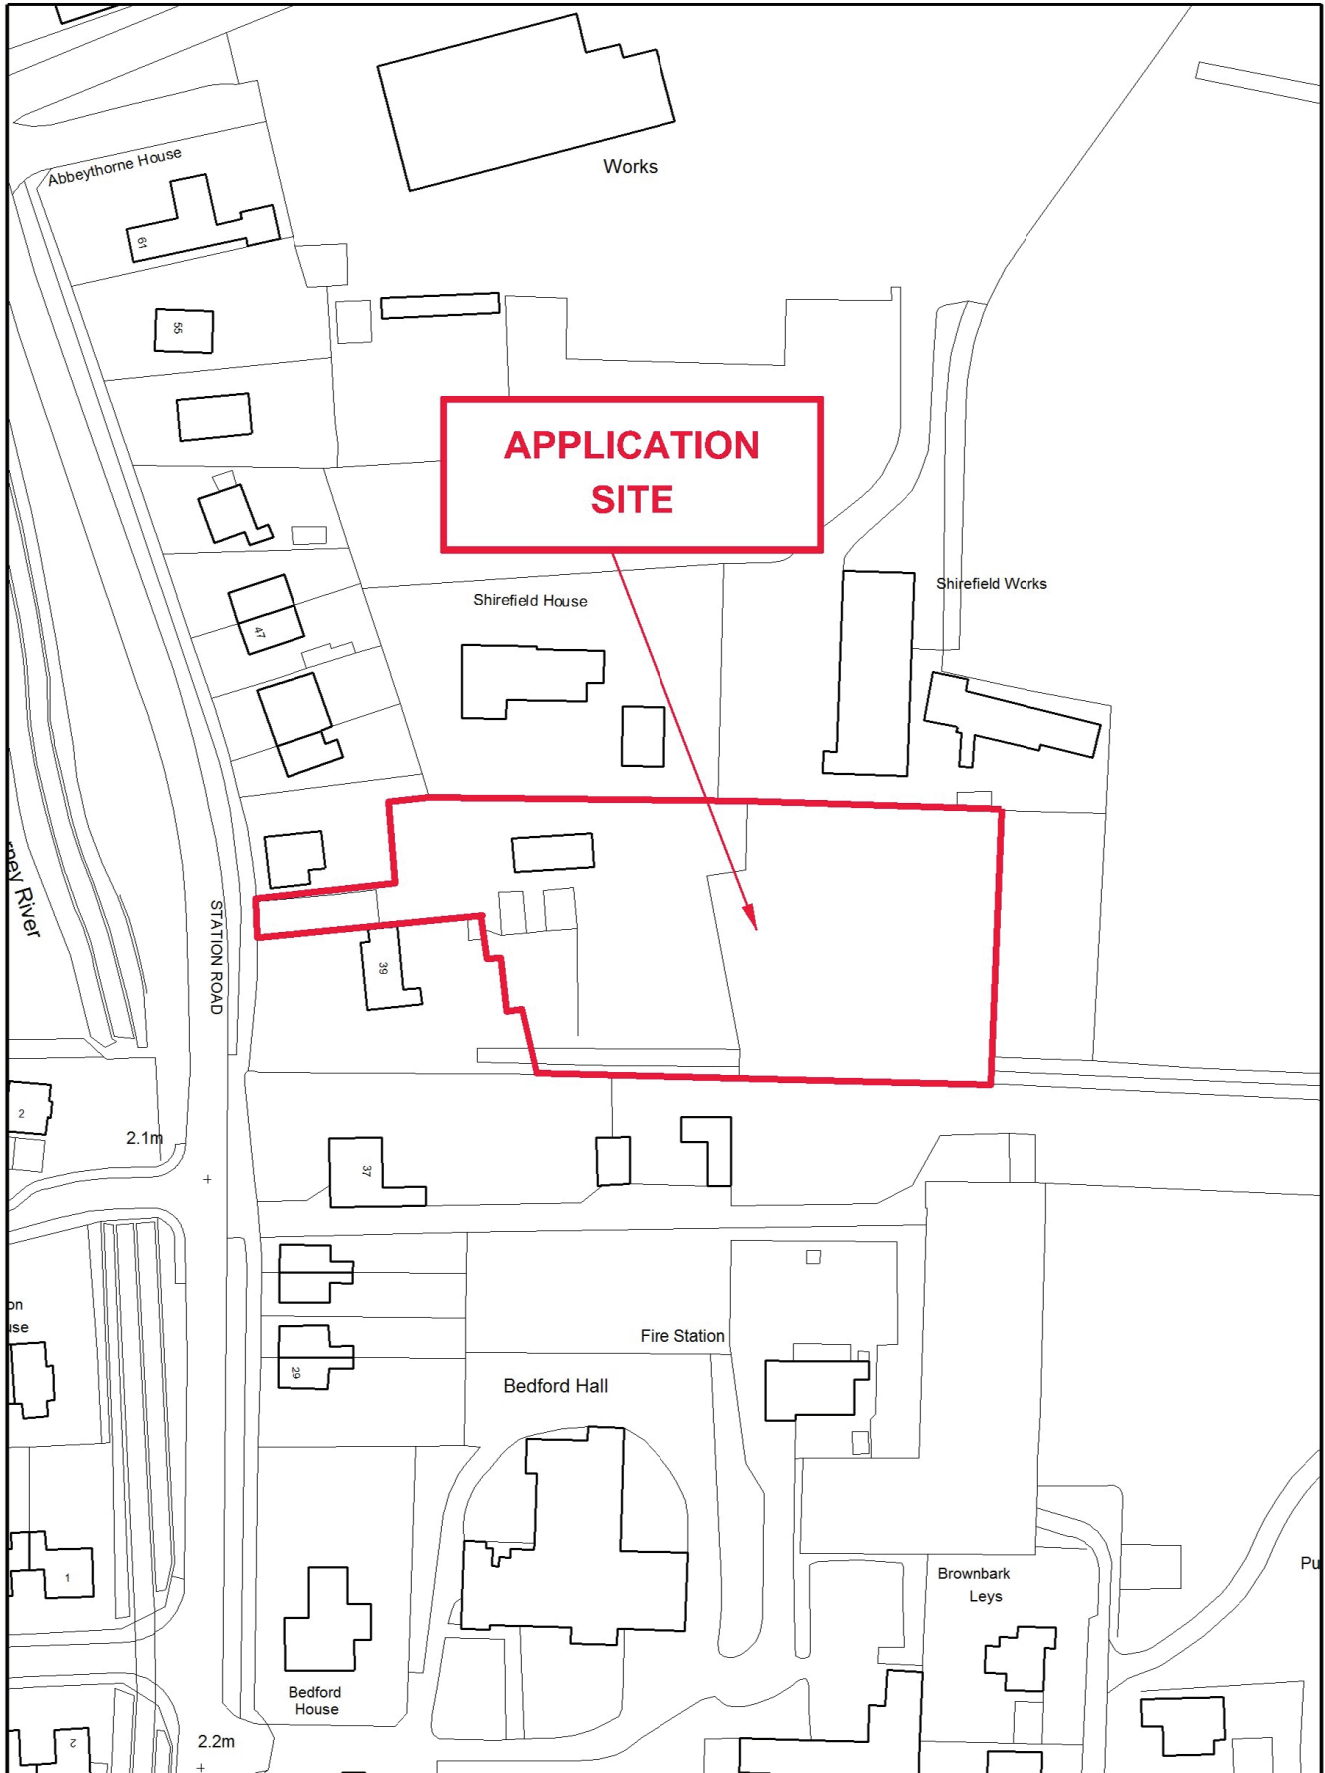 Works
Abbeythorne House
61
55
APPLICATION
SITE
Shirefield Works
Shirefield House
47
rney River
STATION ROAD
39
2
2.1m
37
on
use
Fire Station
29
Bedford Hall
1
Brownbark
Leys
Pu
Bedford
House
2
2.2m